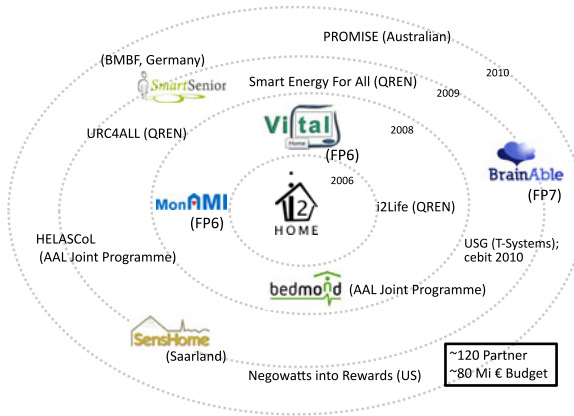 PROMISE (Australian)
(BMBF, Germany)
2010
SmartSenior
Smart Energy For All (QREN)
2009
URC4ALL (QREN)
Vital
2008
Home
(FP6)
BrainAble
2006
(FP7)
MonAMI
i2
i2Life (QREN)
(FP6)
HOME
HELASCoL
(AAL Joint Programme)
USG (T-Systems);
cebit 2010
bedmond (AAL Joint Programme)
SensHome
(Saarland)
~120 Partner
~80 Mi € Budget
Negowatts into Rewards (US)